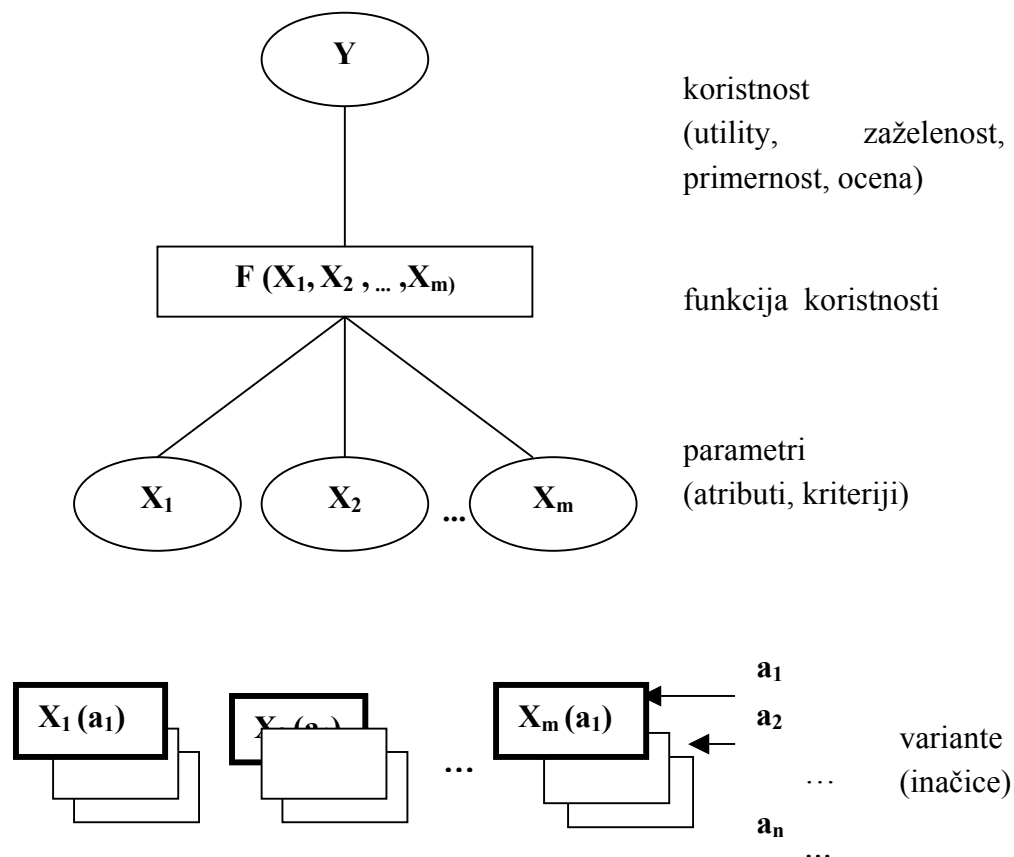 Y
koristnost
(utility, zaželenost,
primernost, ocena)
F (X₁, X₂ , ... ,Xₘ)
funkcija koristnosti
parametri
(atributi, kriteriji)
X₁ X₂ ... Xₘ
a₁
X₁ (a₁) ... Xₘ (a₁)
a₂
variante
... (inačice)
aₙ
...